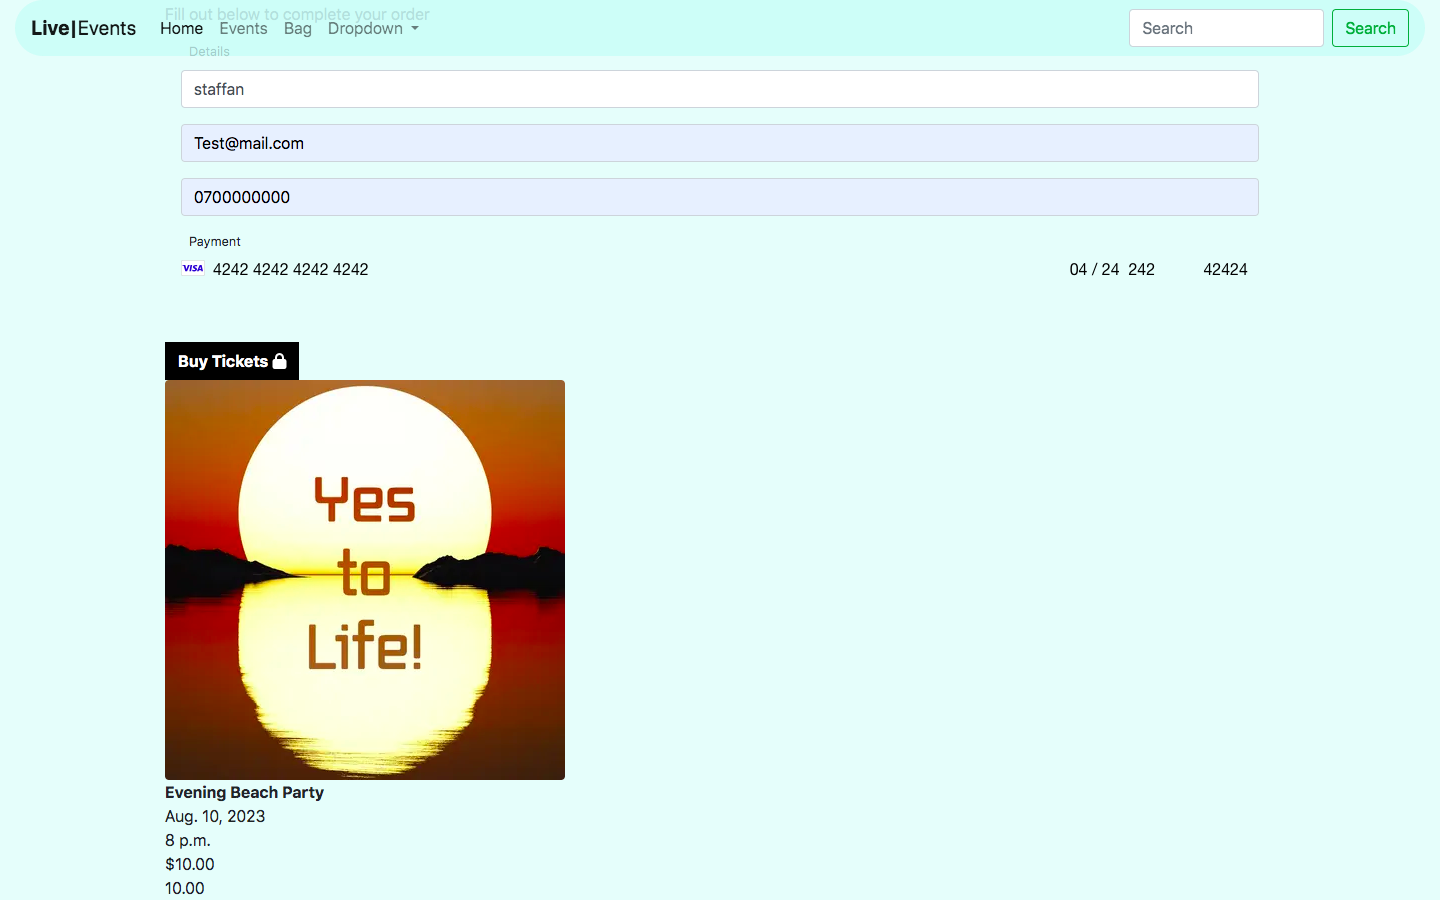 Fill out below to complete your order
Live|Events Home Events Bag Dropdown Search Search
Details
staffan
Test@mail.com
0700000000
Payment
VISA 4242 4242 4242 4242 04 / 24 242 42424
Buy Tickets
Yes
to
Life!
Evening Beach Party
Aug. 10, 2023
8 p.m.
$10.00
10.00